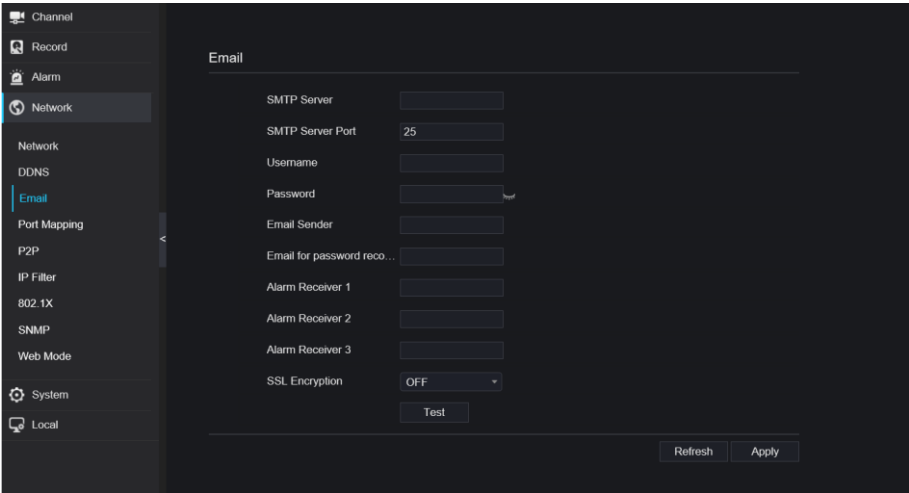 Channel
Record
Alarm
Network
Network
DDNS
Email
Port Mapping
P2P
IP Filter
802.1X
SNMP
Web Mode
System
Local
<
Email
SMTP Server
SMTP Server Port 25
Username
Password
Email Sender
Email for password reco...
Alarm Receiver 1
Alarm Receiver 2
Alarm Receiver 3
SSL Encryption OFF
Test
Refresh Apply